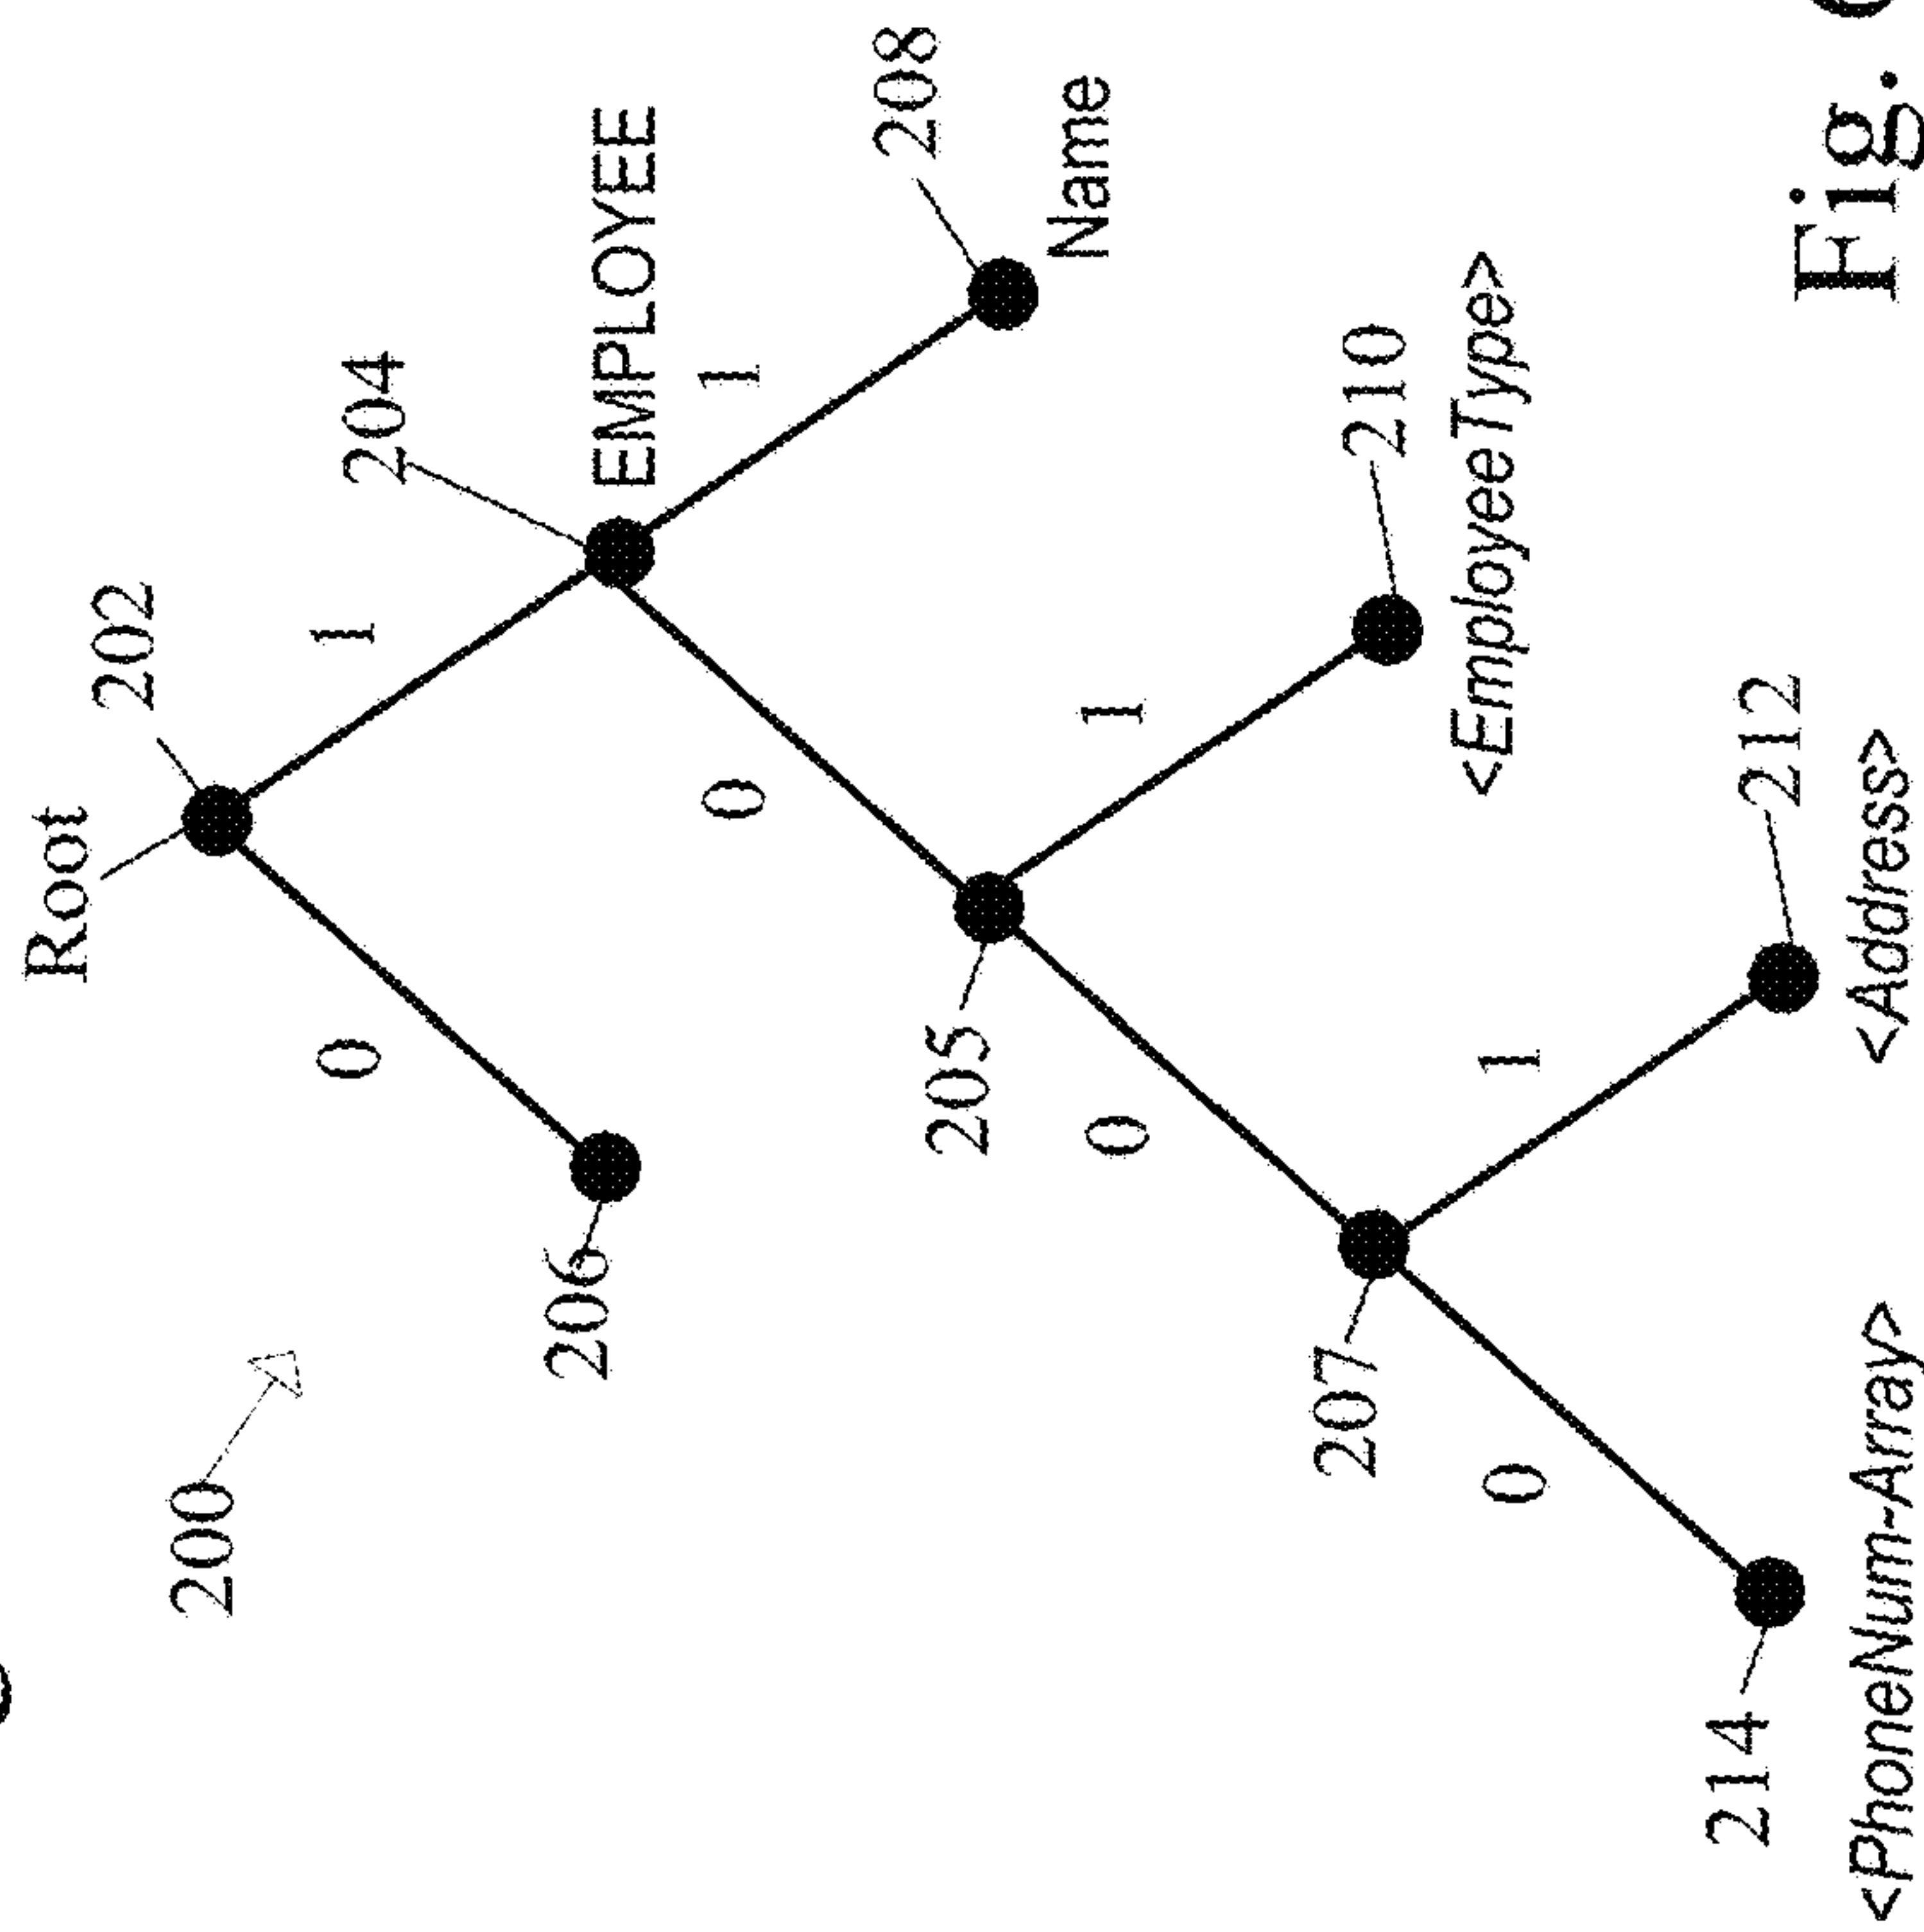 Root
202
200
0
1
204
206
EMPLOYEE
0
1
208
205
Name
0
1
207
210
<EmployeeType>
0
1
214
212
<PhoneNum-Array>
<Address>
Fig.